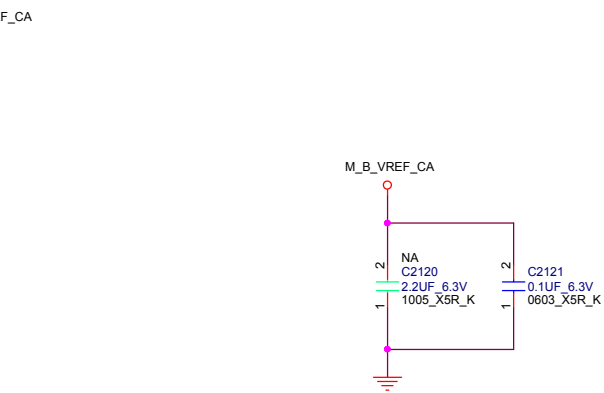 F_CA
M_B_VREF_CA
2
NA
C2120
2.2UF_6.3V
1005_X5R_K
1
2
C2121
0.1UF_6.3V
0603_X5R_K
1